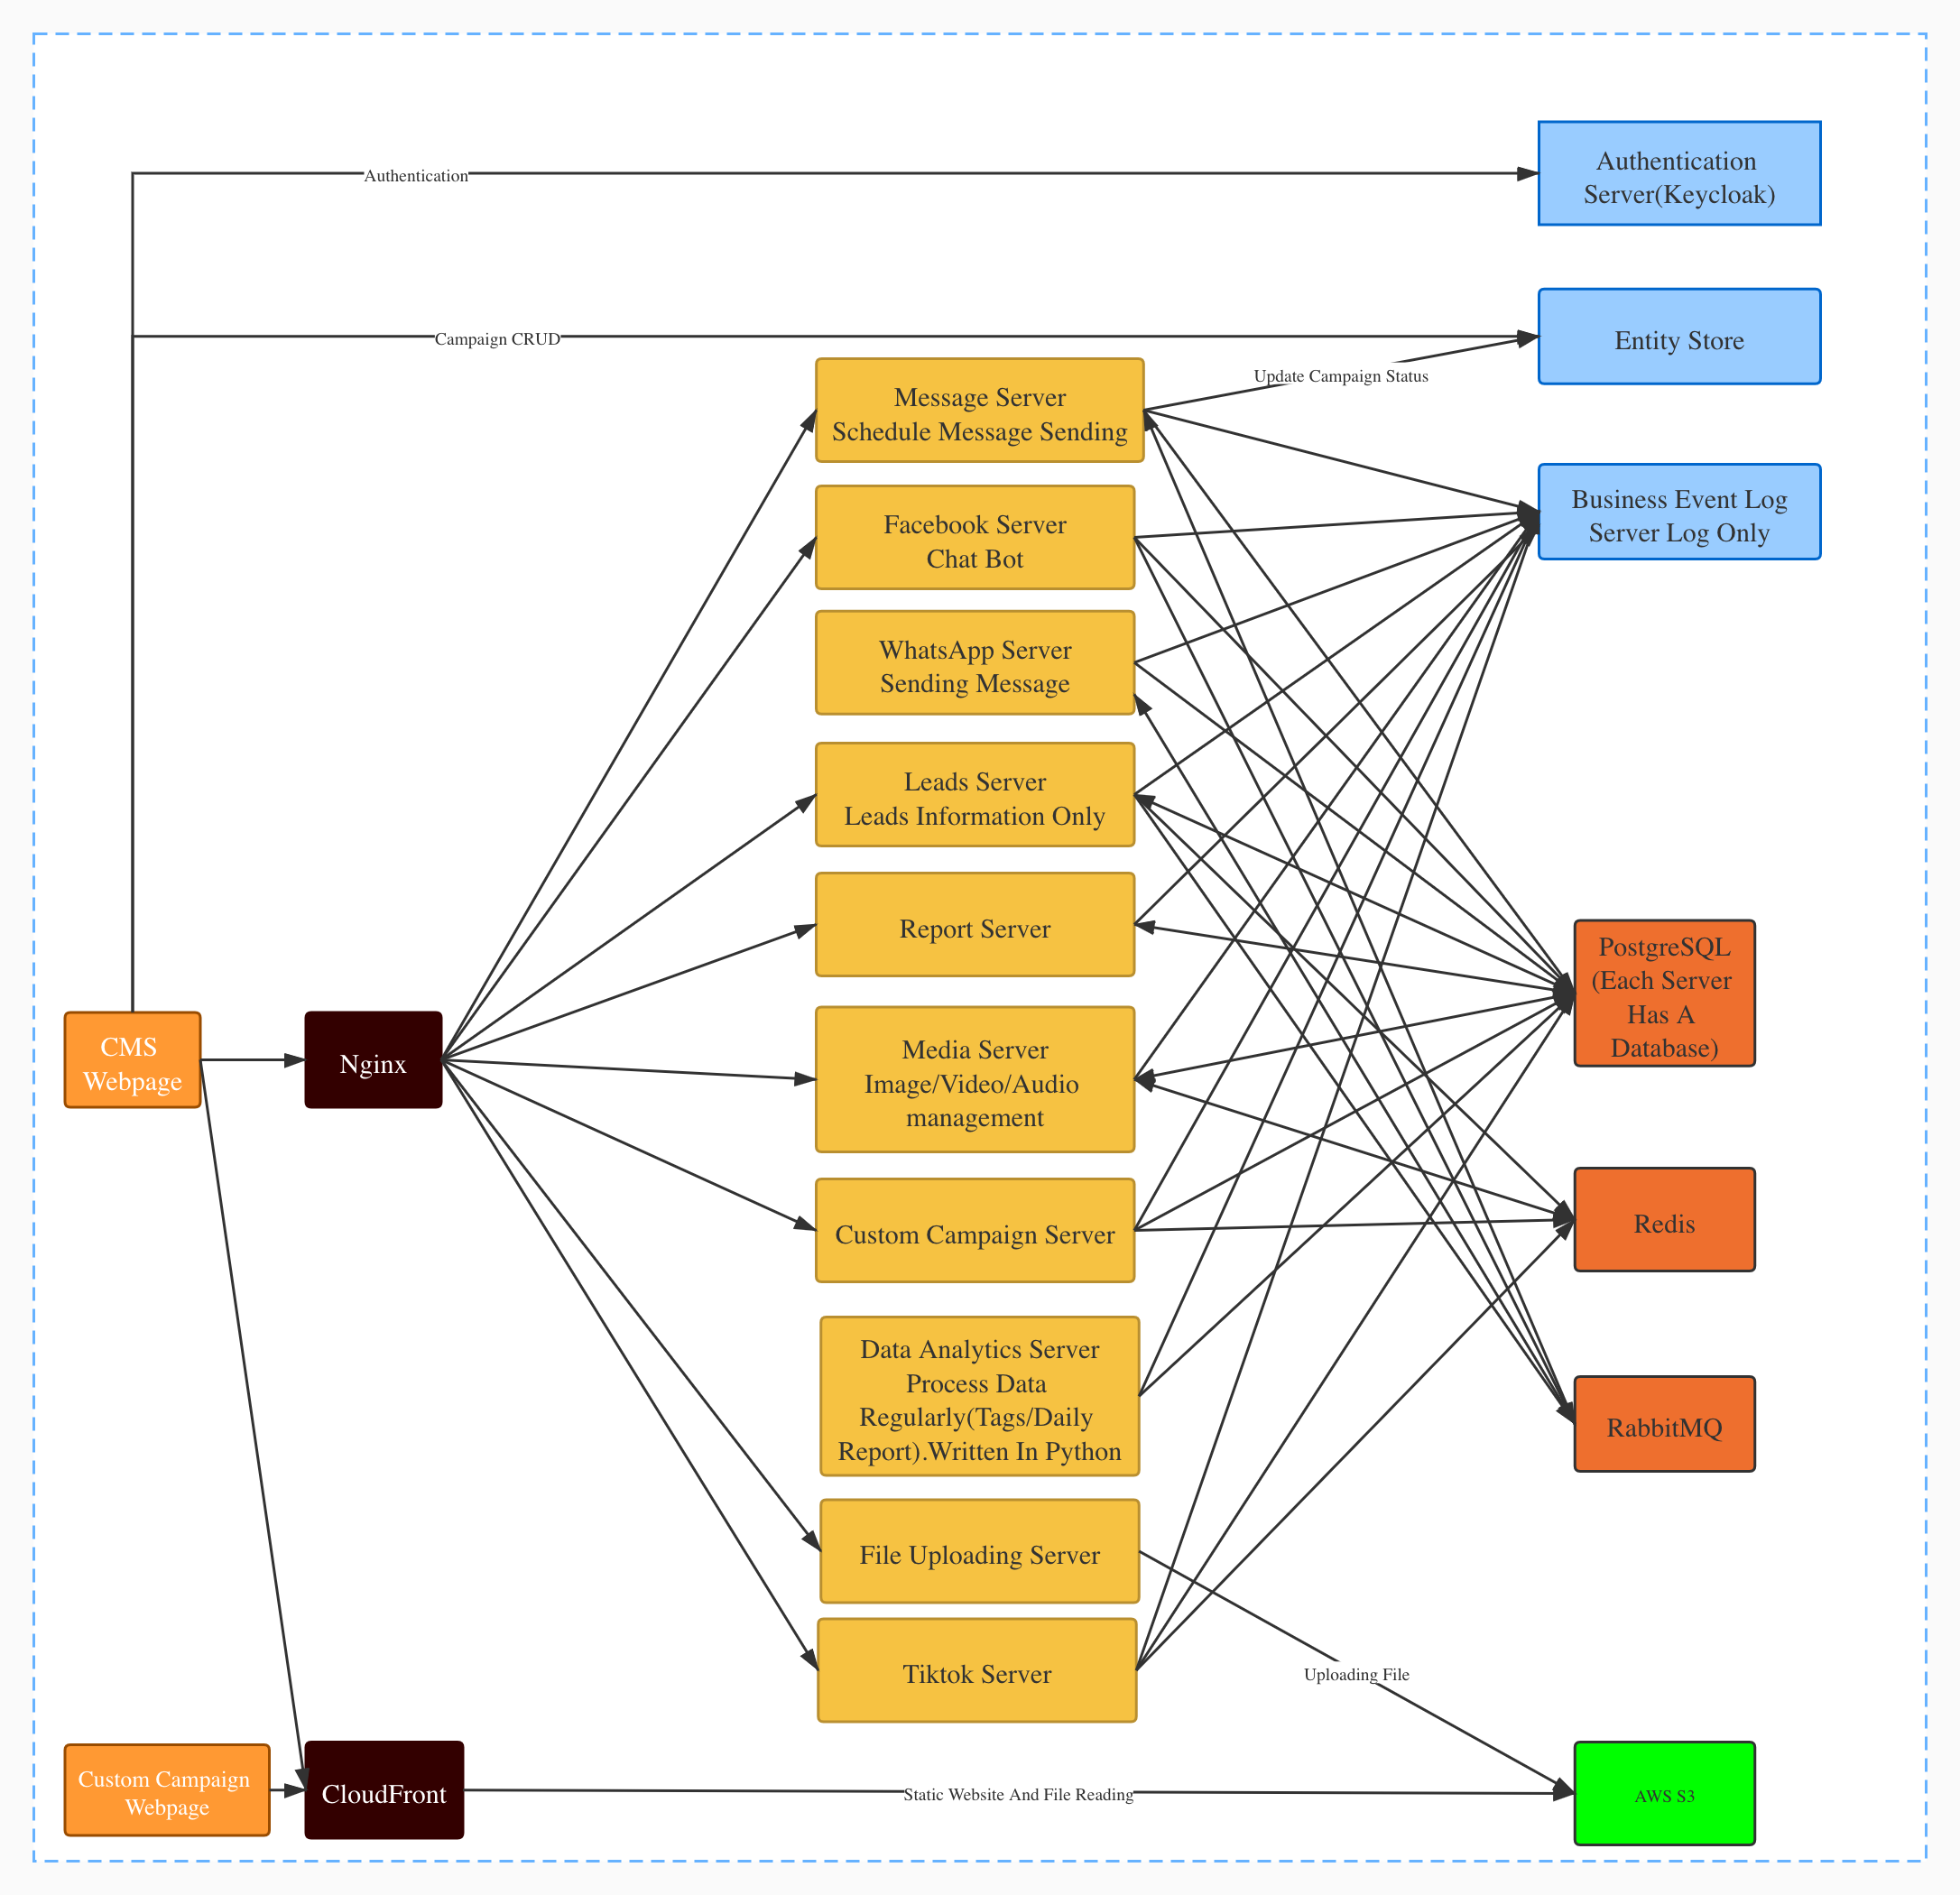 Authentication
Authentication
Server(Keycloak)
Campaign CRUD
Entity Store
Update Campaign Status
Message Server
Schedule Message Sending
Business Event Log
Server Log Only
Facebook Server
Chat Bot
WhatsApp Server
Sending Message
Leads Server
Leads Information Only
Report Server
PostgreSQL
(Each Server
Has A
Database)
CMS
Webpage
Nginx
Media Server
Image/Video/Audio
management
Custom Campaign Server
Redis
Data Analytics Server
Process Data
Regularly(Tags/Daily
Report).Written In Python
RabbitMQ
File Uploading Server
Tiktok Server
Uploading File
Custom Campaign
Webpage
CloudFront
Static Website And File Reading
AWS S3